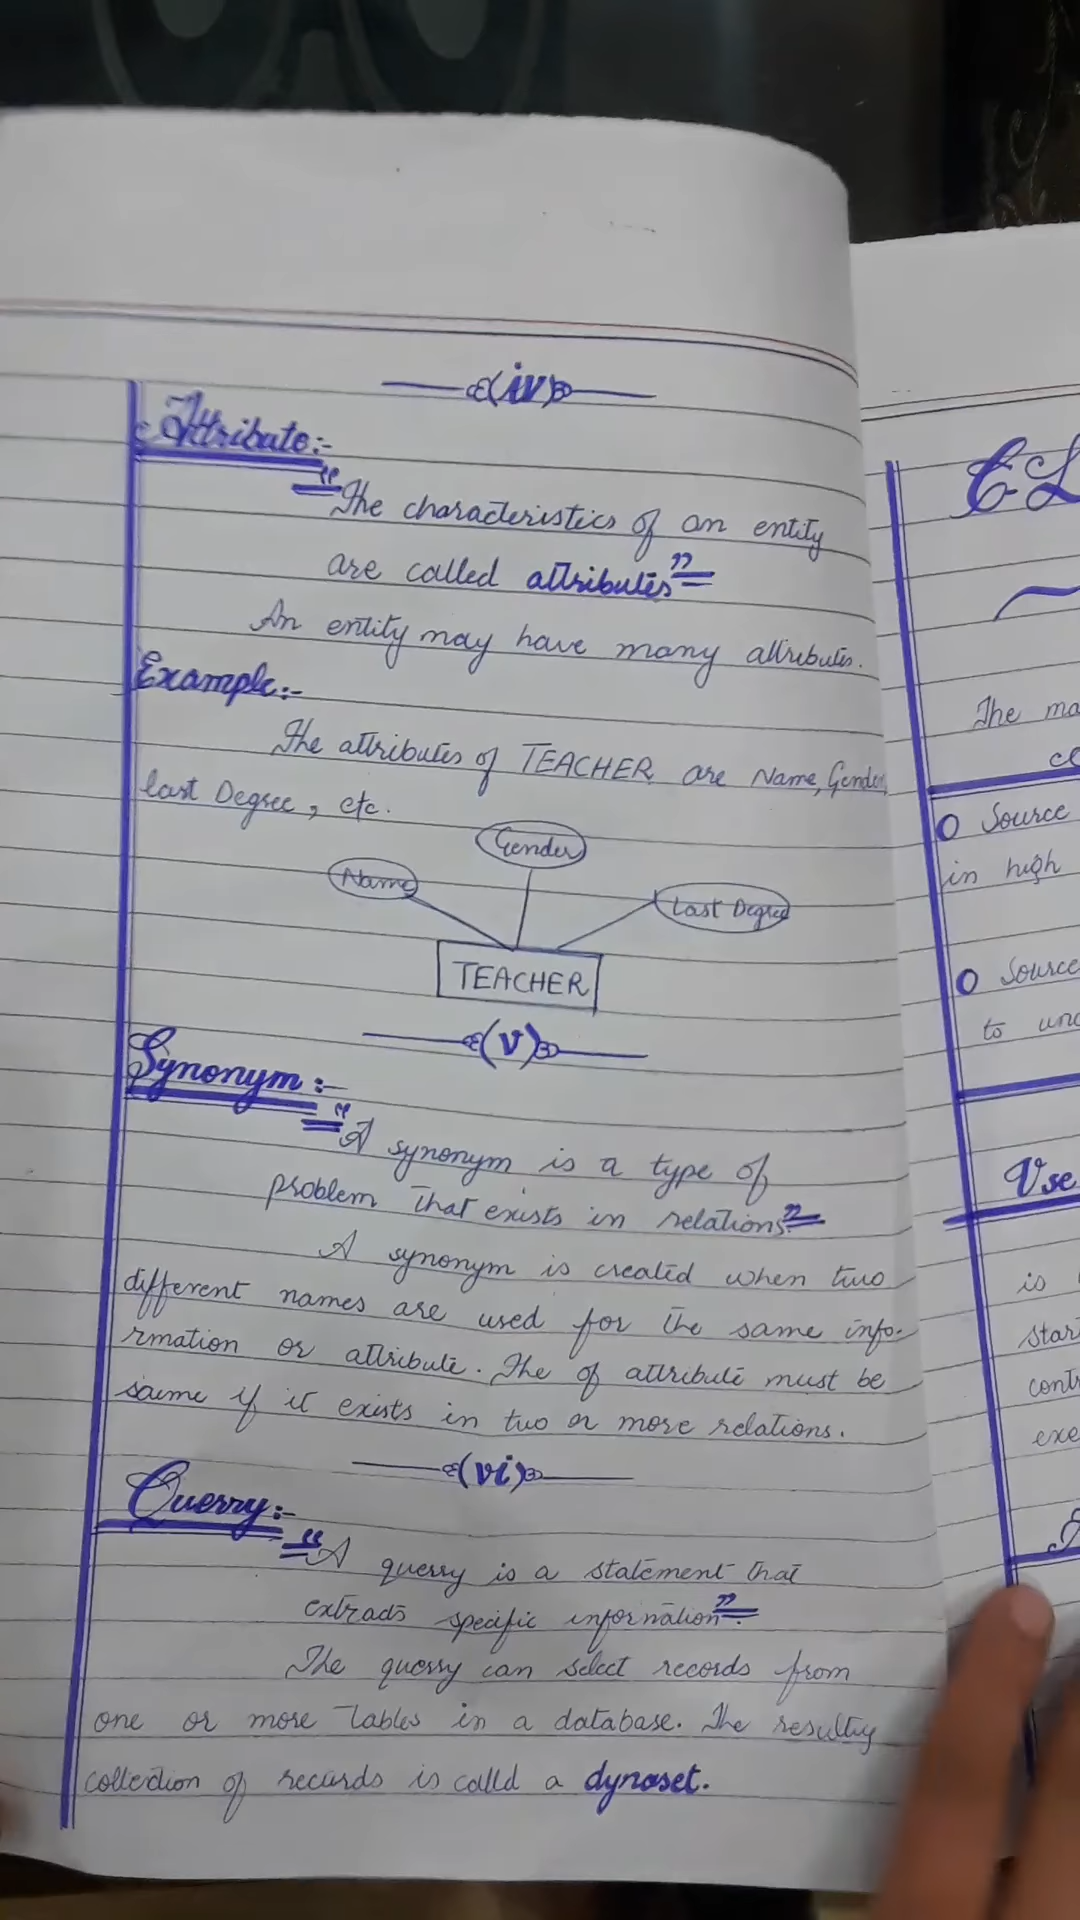 (iv)
Attribute:-
"The characteristics of an entity
are called attributes"
An entity may have many attributes.
Example:-
The attributes of TEACHER are Name, Gender,
last Degree, etc.
Gender
Name
Last Degree
TEACHER
(v)
Synonym:-
"A synonym is a type of
problem that exists in relations."
A synonym is created when two
different names are used for the same info-
rmation or attribute. The of attribute must be
same if it exists in two or more relations.
(vi)
Querry:-
"A querry is a statement that
extracts specific information".
The querry can select records from
one or more tables in a database. The resulty
collection of records is calld a dynaset.
The ma
Source
in high
Source
to und
Use
is
start
cont
exe